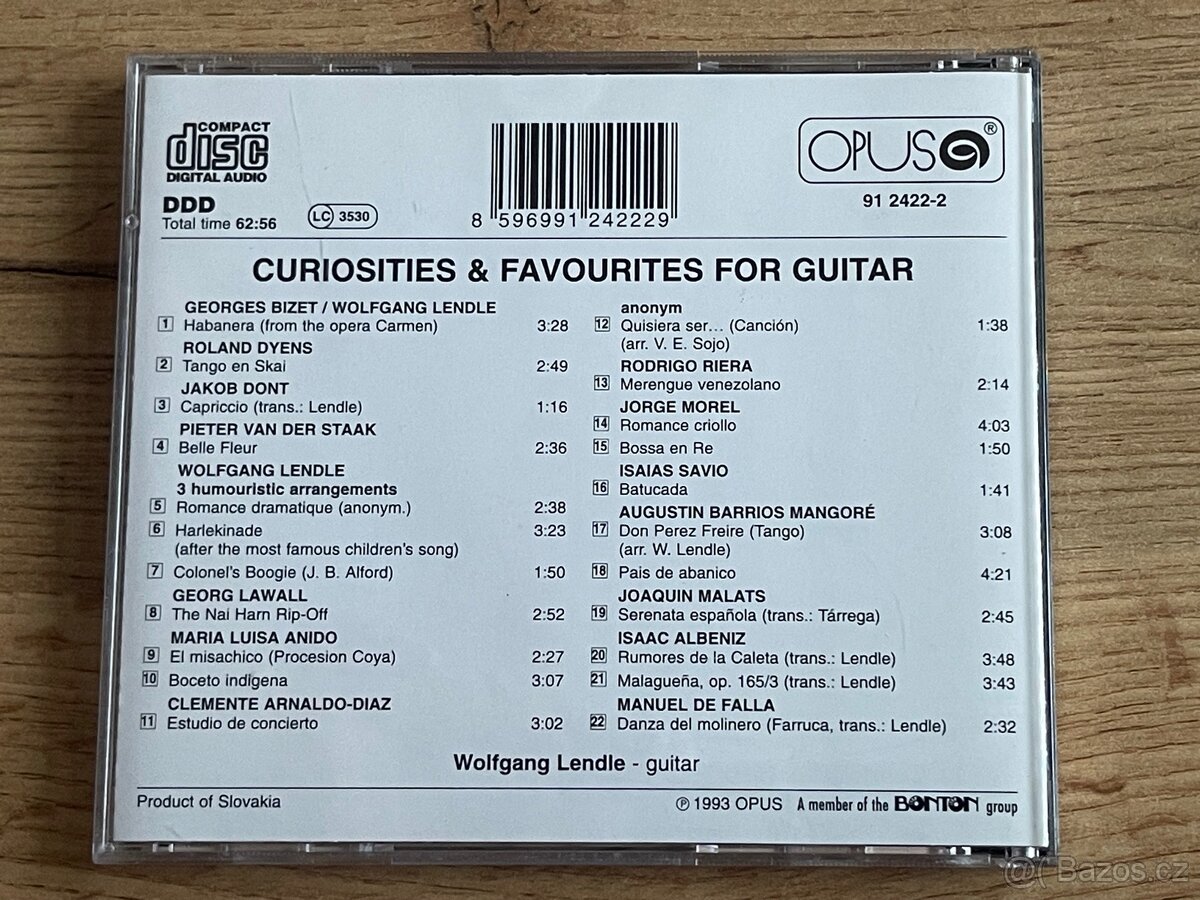 COMPACT
disc
DIGITAL AUDIO
DDD
Total time 62:56
LC 3530
8 596991 242229
OPUS ®
91 2422-2
CURIOSITIES & FAVOURITES FOR GUITAR
GEORGES BIZET / WOLFGANG LENDLE
1 Habanera (from the opera Carmen) 3:28
ROLAND DYENS
2 Tango en Skai 2:49
JAKOB DONT
3 Capriccio (trans.: Lendle) 1:16
PIETER VAN DER STAAK
4 Belle Fleur 2:36
WOLFGANG LENDLE
3 humouristic arrangements
5 Romance dramatique (anonym.) 2:38
6 Harlekinade 3:23
(after the most famous children's song)
7 Colonel's Boogie (J. B. Alford) 1:50
GEORG LAWALL
8 The Nai Harn Rip-Off 2:52
MARIA LUISA ANIDO
9 El misachico (Procesion Coya) 2:27
10 Boceto indígena 3:07
CLEMENTE ARNALDO-DIAZ
11 Estudio de concierto 3:02
anonym
12 Quisiera ser... (Canción) 1:38
(arr. V. E. Sojo)
RODRIGO RIERA
13 Merengue venezolano 2:14
JORGE MOREL
14 Romance criollo 4:03
15 Bossa en Re 1:50
ISAIAS SAVIO
16 Batucada 1:41
AUGUSTIN BARRIOS MANGORÉ
17 Don Perez Freire (Tango) 3:08
(arr. W. Lendle)
18 Pais de abanico 4:21
JOAQUIN MALATS
19 Serenata española (trans.: Tárrega) 2:45
ISAAC ALBENIZ
20 Rumores de la Caleta (trans.: Lendle) 3:48
21 Malagueña, op. 165/3 (trans.: Lendle) 3:43
MANUEL DE FALLA
22 Danza del molinero (Farruca, trans.: Lendle) 2:32
Wolfgang Lendle - guitar
Product of Slovakia
℗ 1993 OPUS A member of the BONTON group
@( Bazos.cz